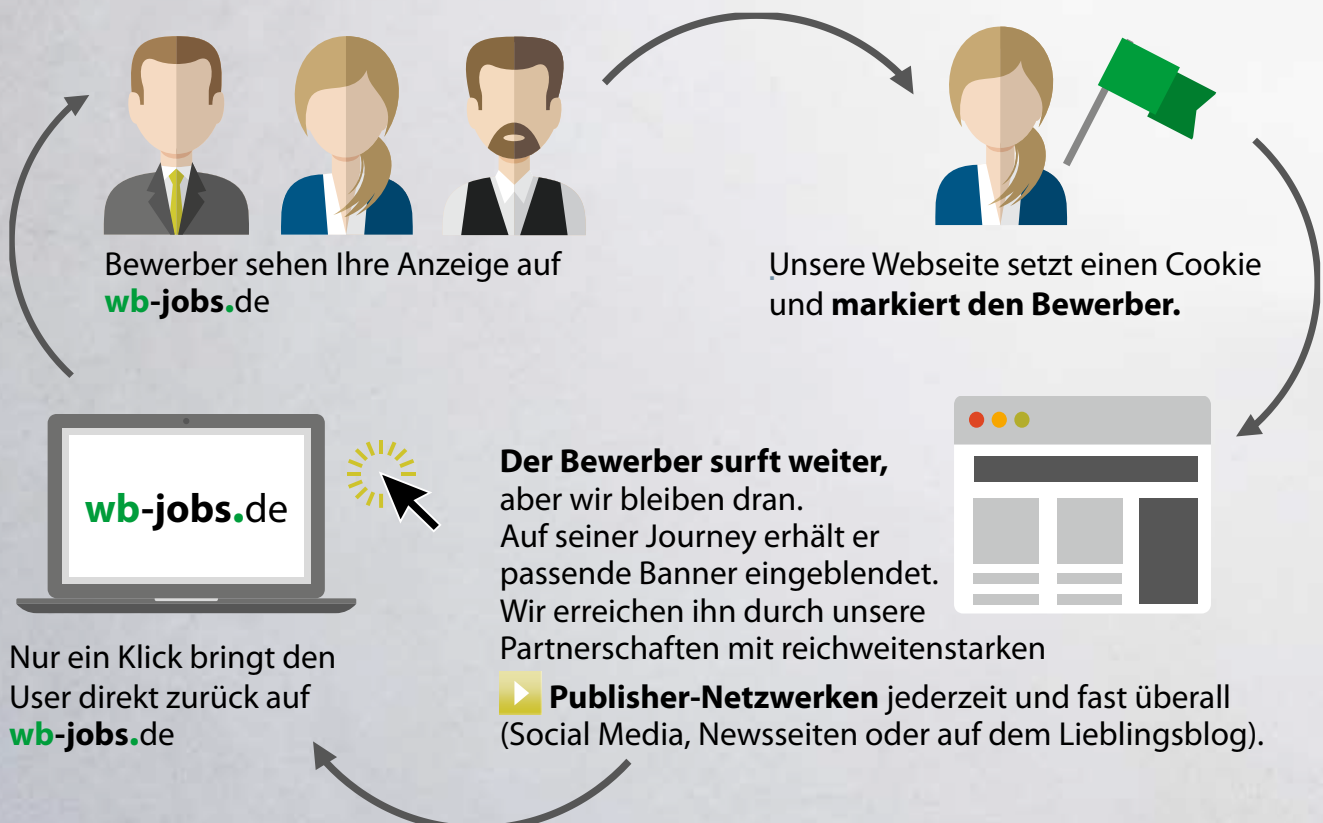 Bewerber sehen Ihre Anzeige auf
wb-jobs.de
Unsere Webseite setzt einen Cookie
und markiert den Bewerber.
Der Bewerber surft weiter,
aber wir bleiben dran.
Auf seiner Journey erhält er
passende Banner eingeblendet.
Wir erreichen ihn durch unsere
Partnerschaften mit reichweitenstarken
Publisher-Netzwerken jederzeit und fast überall
(Social Media, Newsseiten oder auf dem Lieblingsblog).
wb-jobs.de
Nur ein Klick bringt den
User direkt zurück auf
wb-jobs.de